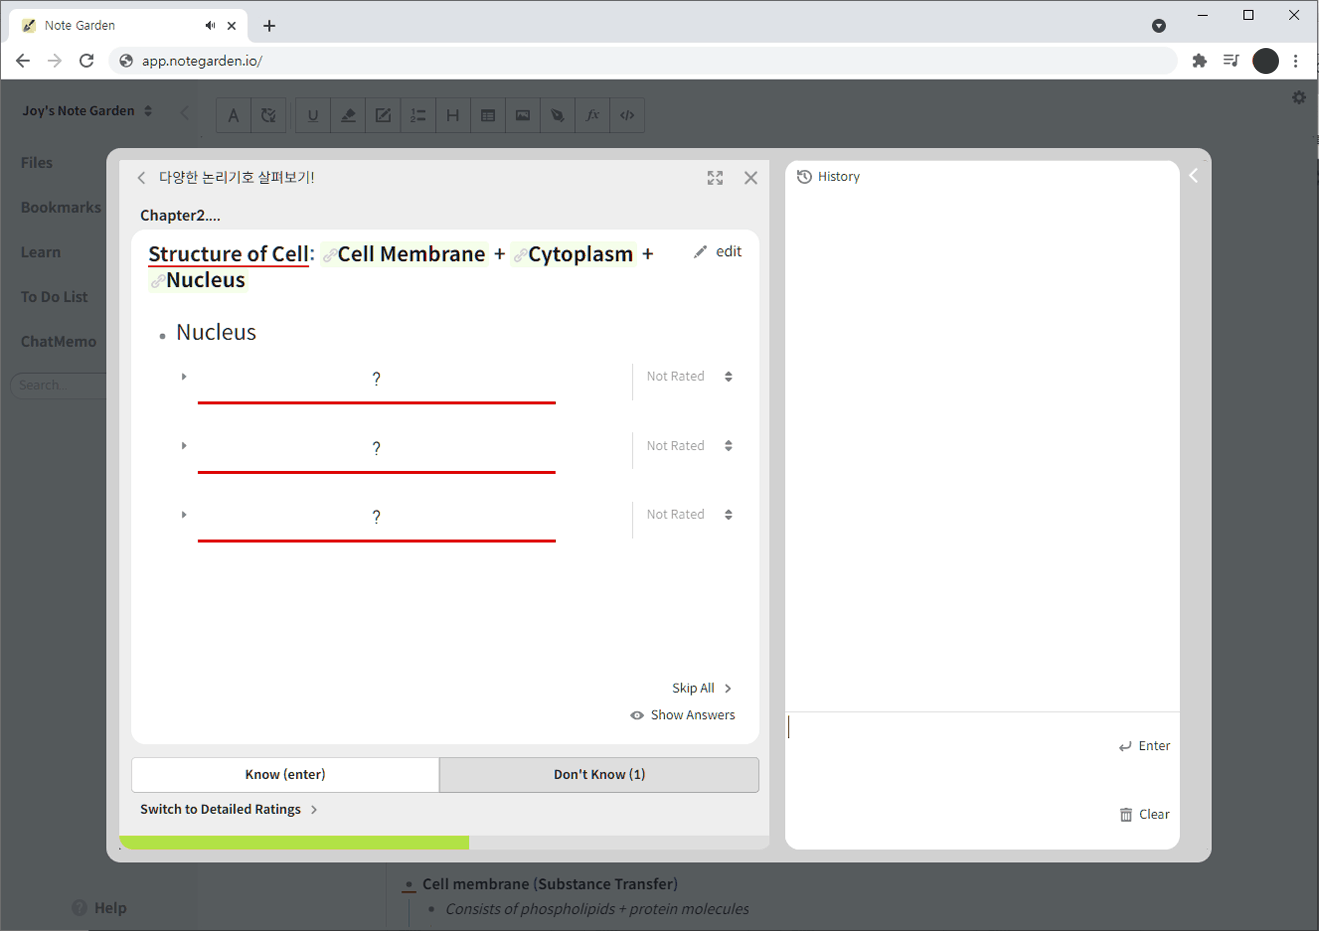 Note Garden
app.notegarden.io/
Joy's Note Garden
A
U
H
fx
</>
Files
Bookmarks
Learn
To Do List
ChatMemo
Search..
다양한 논리기호 살펴보기!
Chapter2....
Structure of Cell: Cell Membrane + Cytoplasm +
Nucleus
edit
Nucleus
?
Not Rated
?
Not Rated
?
Not Rated
Skip All
Show Answers
Know (enter)
Don't Know (1)
Switch to Detailed Ratings
History
Enter
Clear
Cell membrane (Substance Transfer)
Consists of phospholipids + protein molecules
? Help